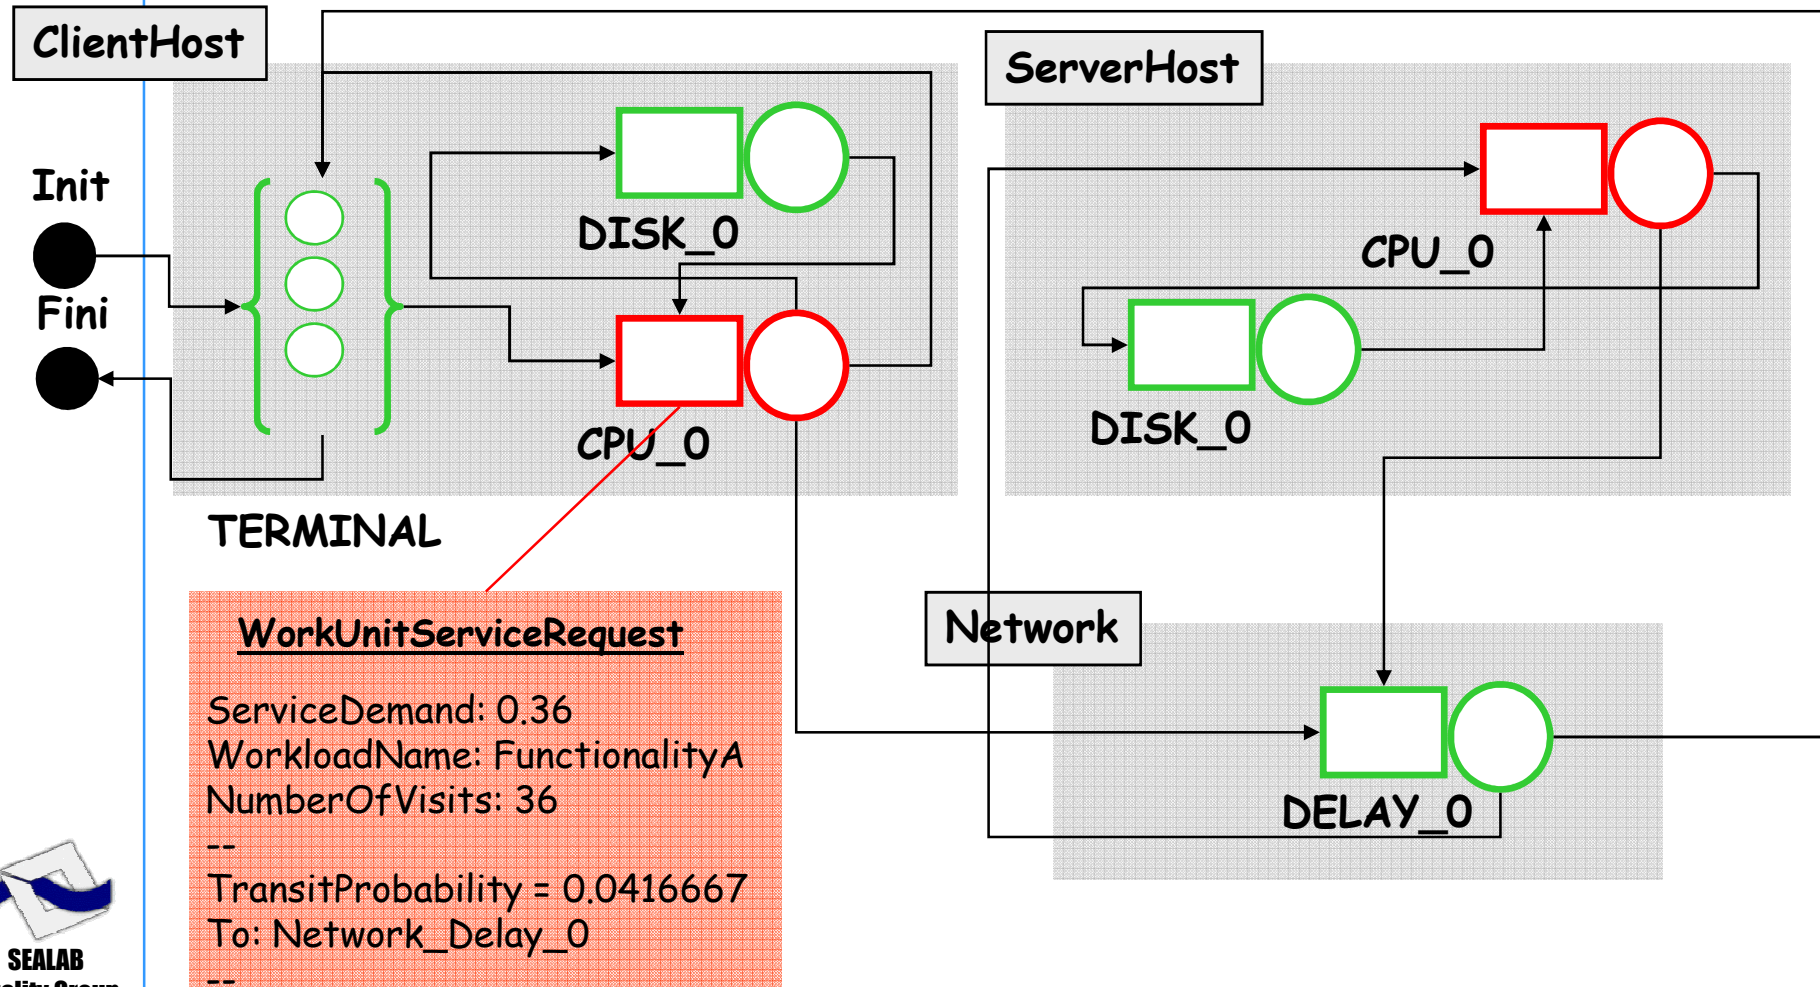 ClientHost
ServerHost
Init
DISK_0
CPU_0
Fini
DISK_0
CPU_0
TERMINAL
WorkUnitServiceRequest
Network
ServiceDemand: 0.36
WorkloadName: FunctionalityA
NumberOfVisits: 36
DELAY_0
--
TransitProbability = 0.0416667
To: Network_Delay_0
--
SEALAB